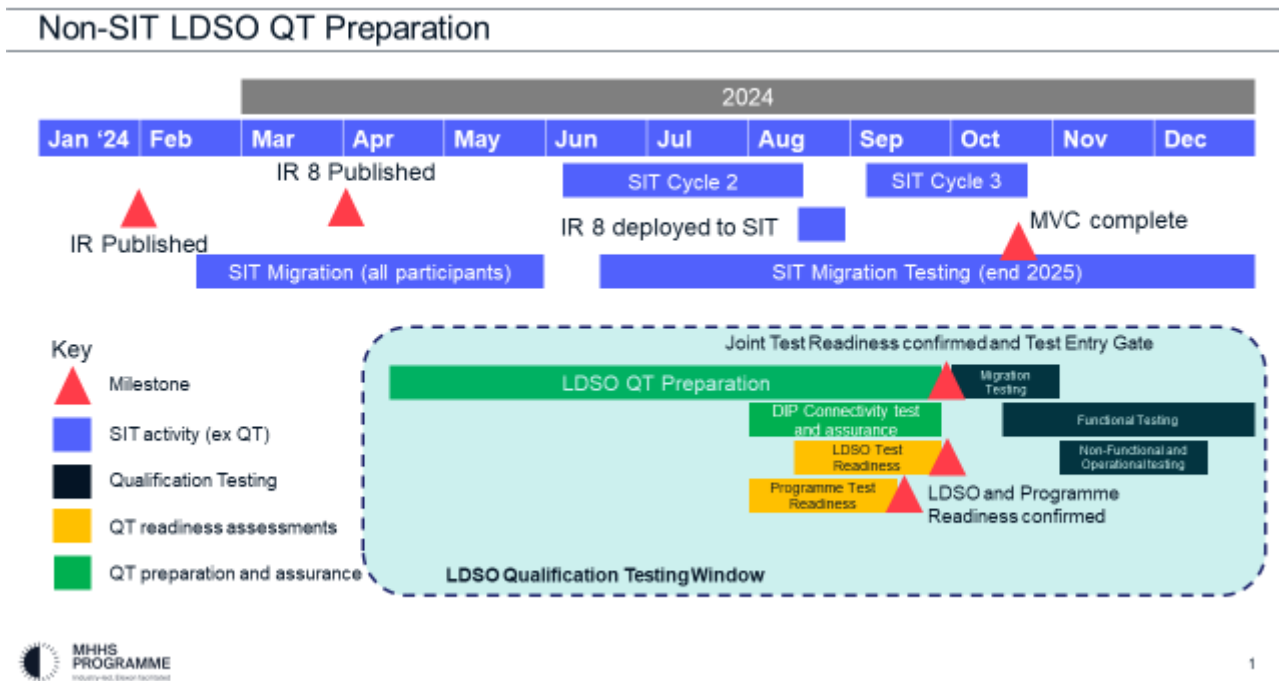 Non-SIT LDSO QT Preparation
2024
Jan ‘24 Feb Mar Apr May Jun Jul Aug Sep Oct Nov Dec
IR 8 Published
SIT Cycle 2
SIT Cycle 3
IR Published
IR 8 deployed to SIT
MVC complete
SIT Migration (all participants)
SIT Migration Testing (end 2025)
Key
Milestone
SIT activity (ex QT)
Qualification Testing
QT readiness assessments
QT preparation and assurance
Joint Test Readiness confirmed and Test Entry Gate
LDSO QT Preparation
Migration
Testing
DIP Connectivity test
and assurance
Functional Testing
LDSO Test
Readiness
Non-Functional and
Operational testing
Programme Test
Readiness
LDSO and Programme
Readiness confirmed
LDSO Qualification Testing Window
MHHS
PROGRAMME
Industry-led, Elexon facilitated
1